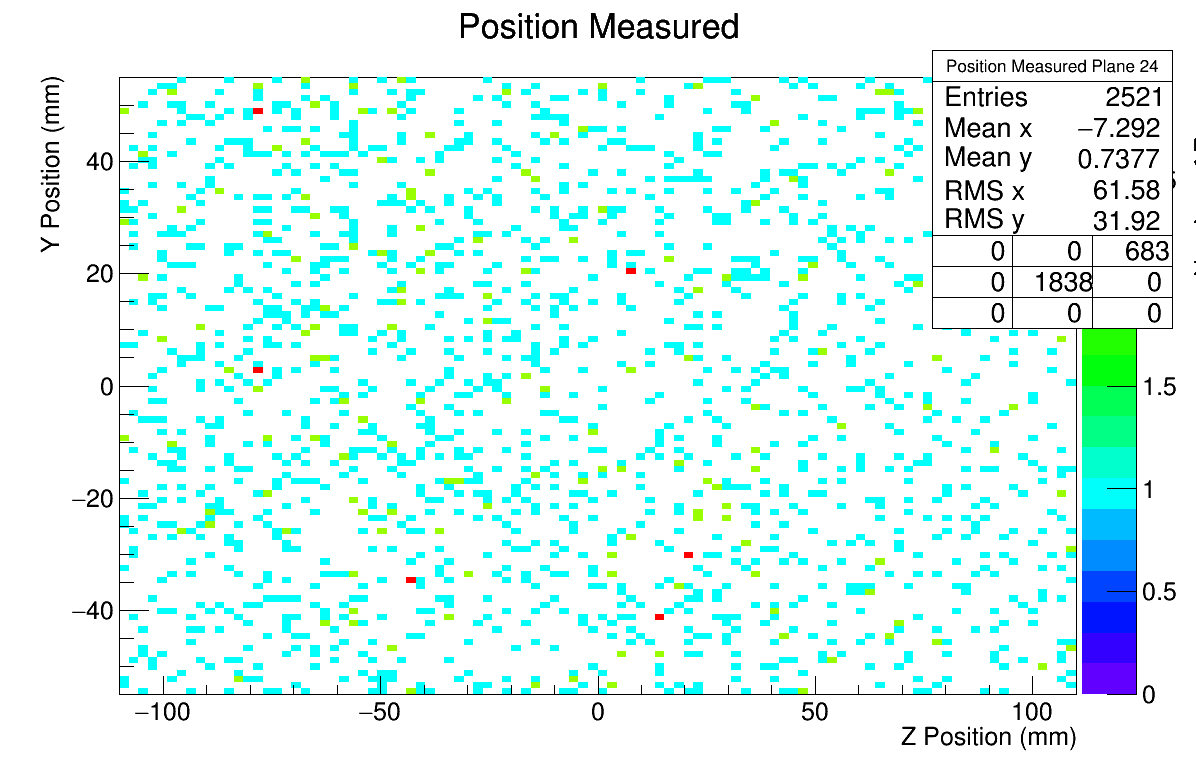 Position Measured
Position Measured Plane 24
Entries 2521
Mean x −7.292
Mean y 0.7377
RMS x 61.58
RMS y 31.92
0 0 683
0 1838 0
0 0 0
Y Position (mm)
40
20
0
−20
−40
−100 −50 0 50 100
Z Position (mm)
1.5
1
0.5
0